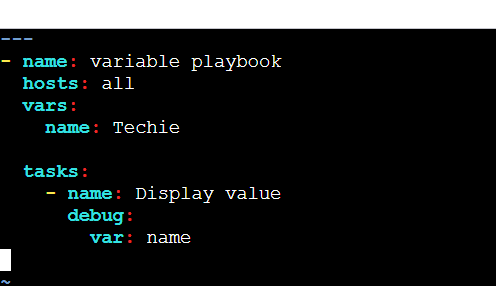 ---
- name: variable playbook
  hosts: all
  vars:
    name: Techie

  tasks:
    - name: Display value
      debug:
        var: name

~